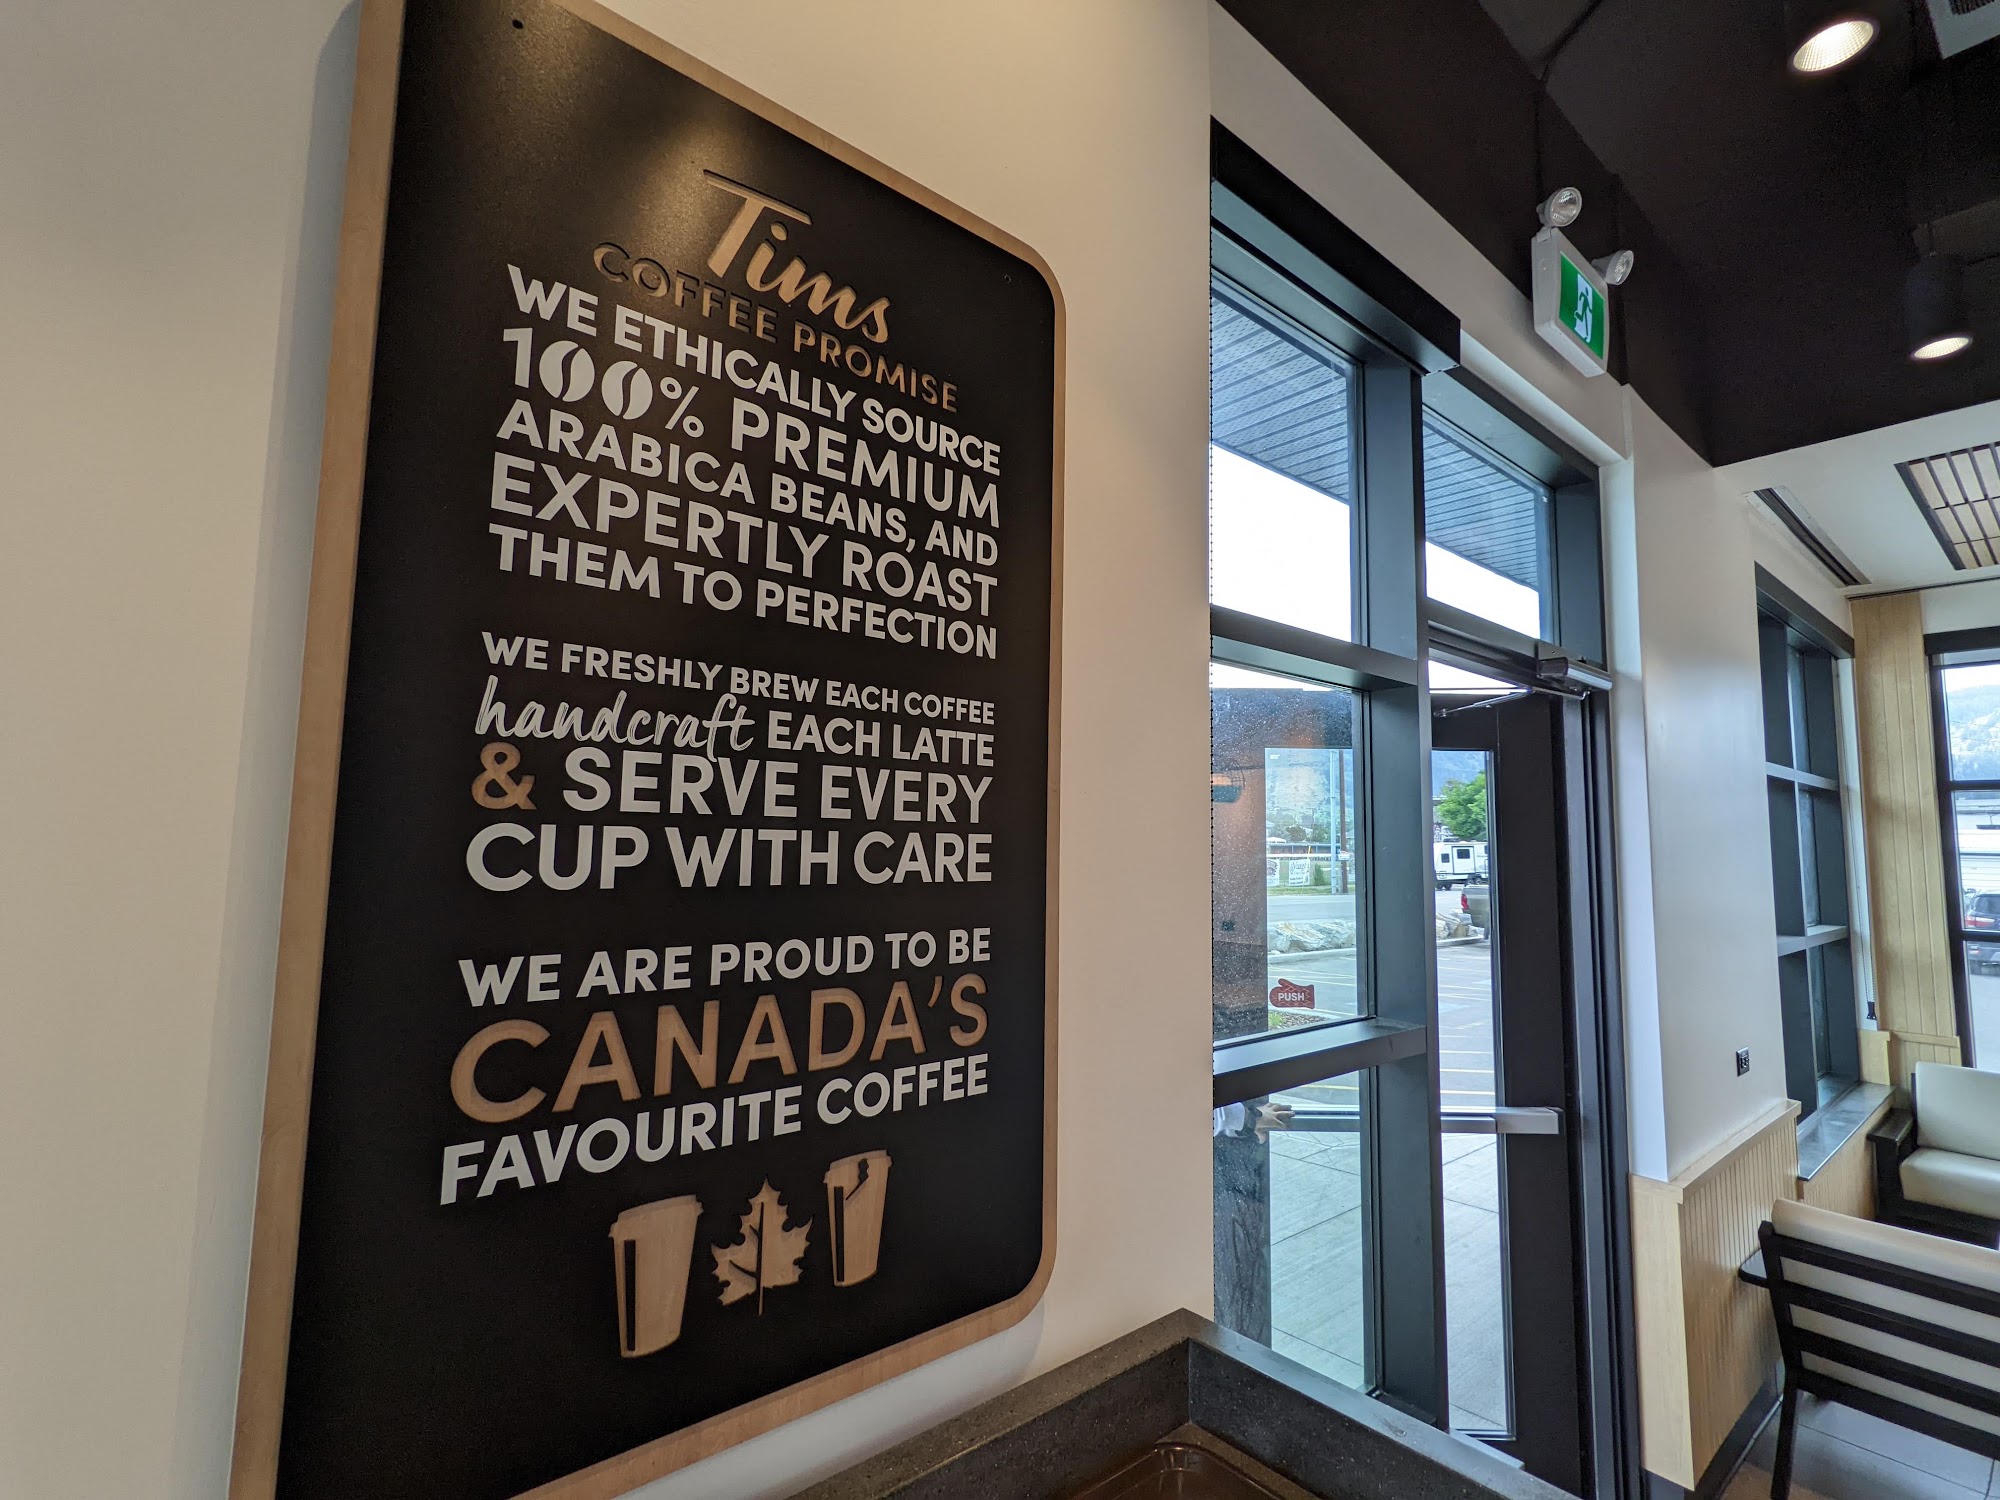 Tims
COFFEE PROMISE
WE ETHICALLY SOURCE
100% PREMIUM
ARABICA BEANS, AND
EXPERTLY ROAST
THEM TO PERFECTION
WE FRESHLY BREW EACH COFFEE
handcraft EACH LATTE
& SERVE EVERY
CUP WITH CARE
WE ARE PROUD TO BE
CANADA'S
FAVOURITE COFFEE
PUSH